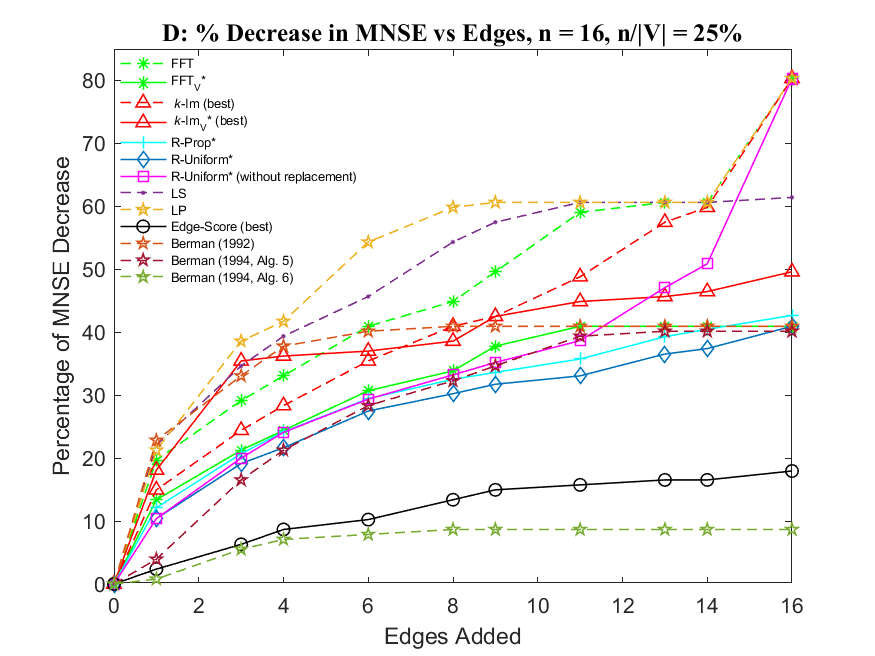 D: % Decrease in MNSE vs Edges, n = 16, n/|V| = 25%
Percentage of MNSE Decrease
80
70
60
50
40
30
20
10
0
FFT
FFT_V*
k-lm (best)
k-lm_V* (best)
R-Prop*
R-Uniform*
R-Uniform* (without replacement)
LS
LP
Edge-Score (best)
Berman (1992)
Berman (1994, Alg. 5)
Berman (1994, Alg. 6)
0 2 4 6 8 10 12 14 16
Edges Added